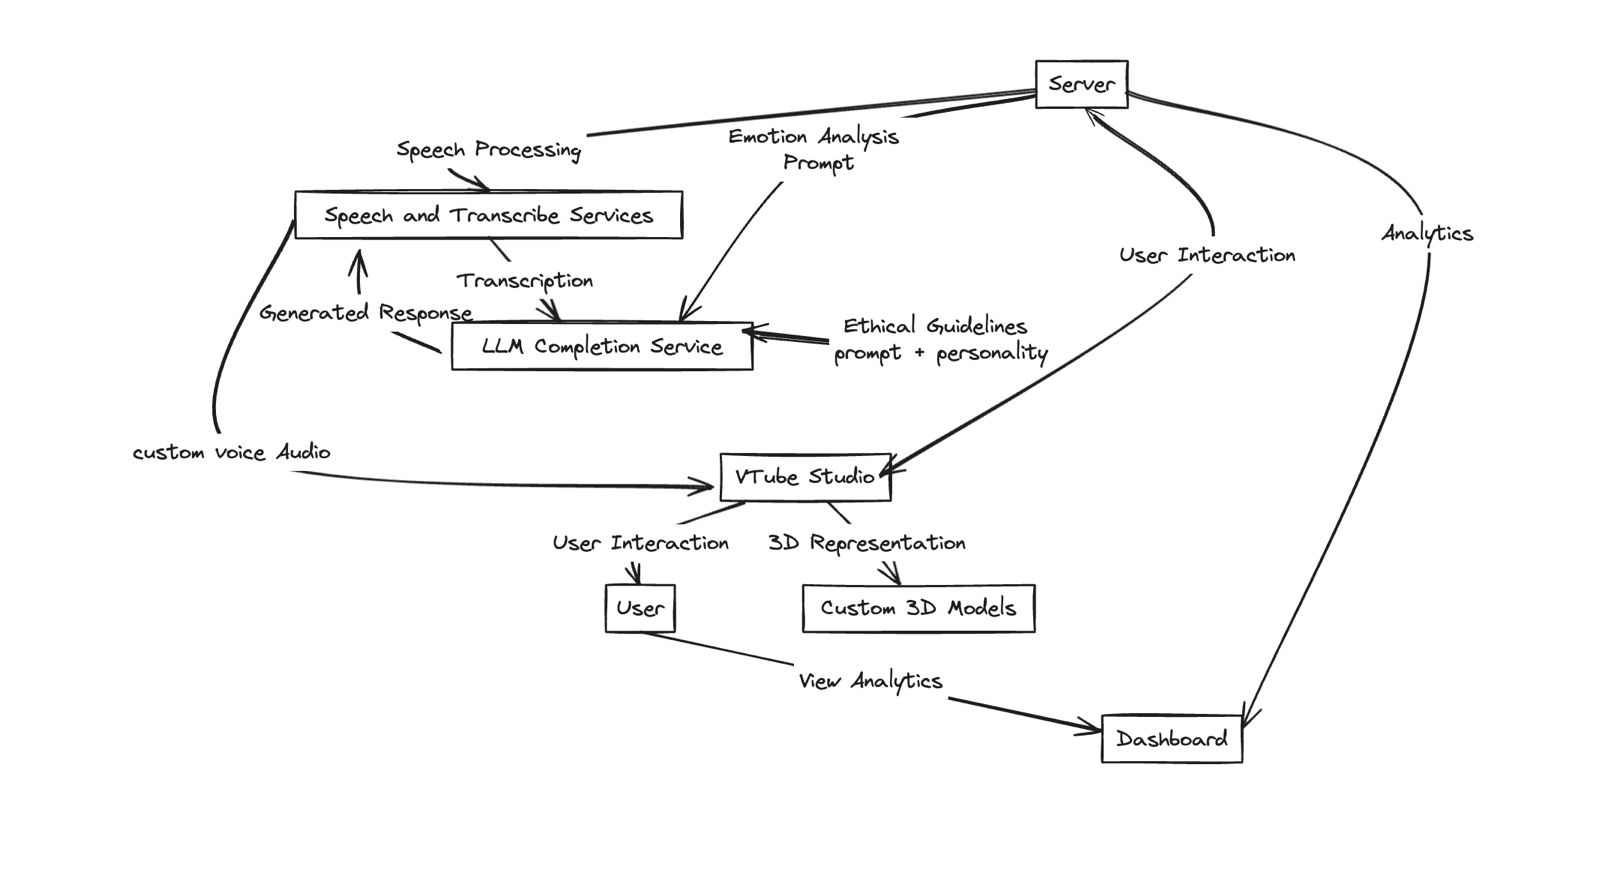 Server
Emotion Analysis
Prompt
Speech Processing
Speech and Transcribe Services
Analytics
User Interaction
Transcription
Generated Response
Ethical Guidelines
prompt + personality
LLM Completion Service
custom voice Audio
VTube Studio
User Interaction
3D Representation
User
Custom 3D Models
View Analytics
Dashboard